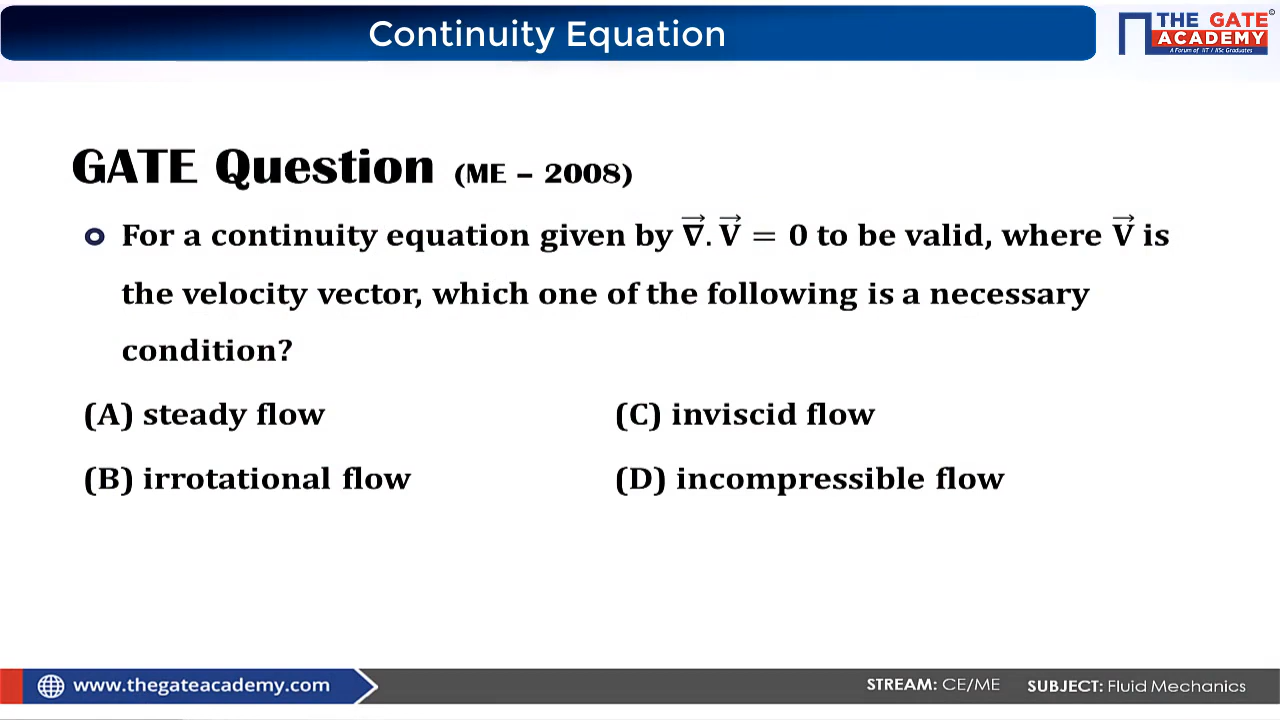 Continuity Equation
THE GATE
ACADEMY
A Forum of IIT / IISc Graduates
©
GATE Question (ME – 2008)
For a continuity equation given by ∇⃗. V⃗ = 0 to be valid, where V⃗ is
the velocity vector, which one of the following is a necessary
condition?
(A) steady flow
(C) inviscid flow
(B) irrotational flow
(D) incompressible flow
www.thegateacademy.com
STREAM: CE/ME
SUBJECT: Fluid Mechanics